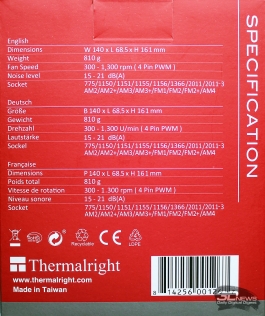 SPECIFICATION
English
Dimensions W 140 x L 68.5 x H 161 mm
Weight 810 g
Fan Speed 300 - 1,300 rpm ( 4 Pin PWM )
Noise level 15 - 21 dB(A)
Socket 775/1150/1151/1155/1156/1366/2011/2011-3
AM2/AM2+/AM3/AM3+/FM1/FM2/FM2+/AM4
Deutsch
Größe B 140 x L 68.5 x H 161 mm
Gewicht 810 g
Drehzahl 300 - 1,300 U/min ( 4 Pin PWM )
Lautstärke 15 - 21 dB(A)
Socket 775/1150/1151/1155/1156/1366/2011/2011-3
AM2/AM2+/AM3/AM3+/FM1/FM2/FM2+/AM4
Française
Dimensions P 140 x L 68.5 x H 161 mm
Poids total 810 g
Vitesse de rotation 300 - 1.300 rpm ( 4 Pin PWM )
Niveau sonore 15 - 21 dB(A)
Socket 775/1150/1151/1155/1156/1366/2011/2011-3
AM2/AM2+/AM3/AM3+/FM1/FM2/FM2+/AM4
Recyclable
CE
LDPE
Thermalright
www.thermalright.com
Made in Taiwan
8 14256 001
3DNEWS